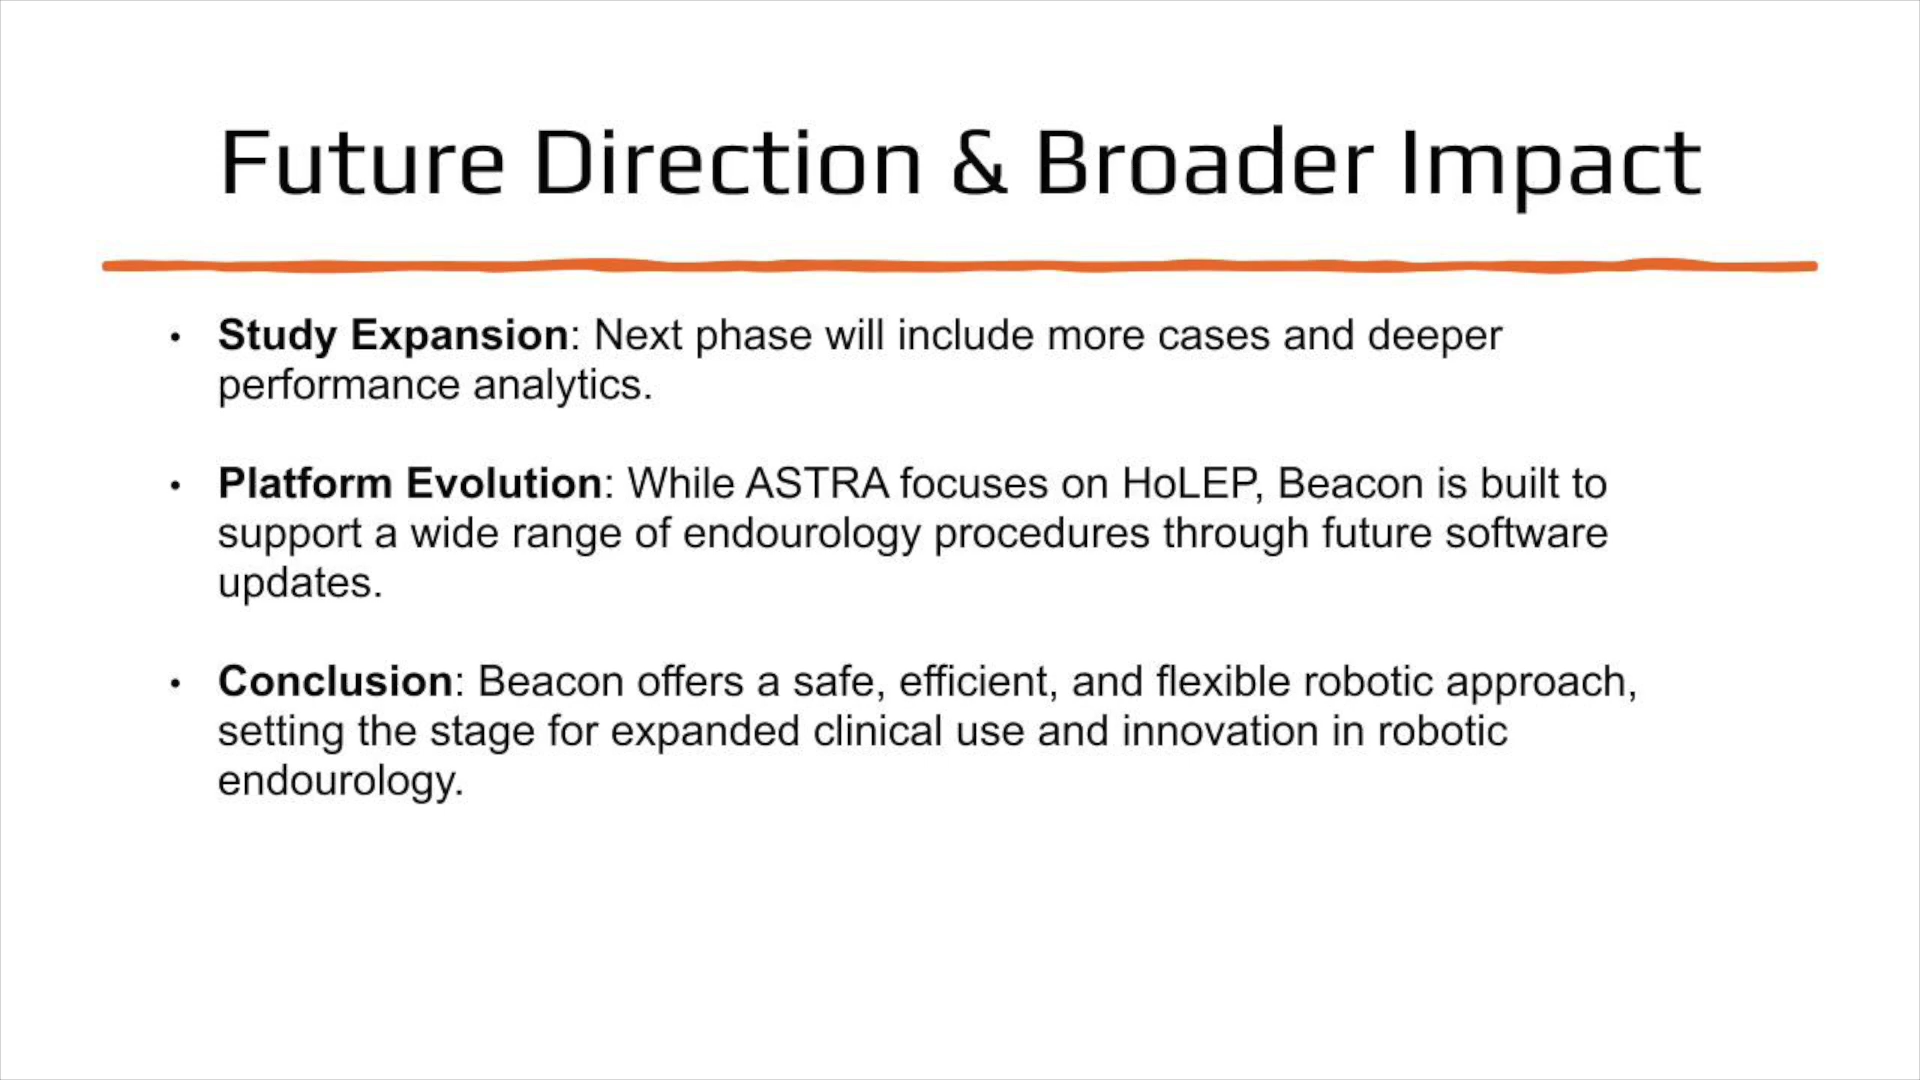 Future Direction & Broader Impact
• Study Expansion: Next phase will include more cases and deeper
performance analytics.
• Platform Evolution: While ASTRA focuses on HoLEP, Beacon is built to
support a wide range of endourology procedures through future software
updates.
• Conclusion: Beacon offers a safe, efficient, and flexible robotic approach,
setting the stage for expanded clinical use and innovation in robotic
endourology.